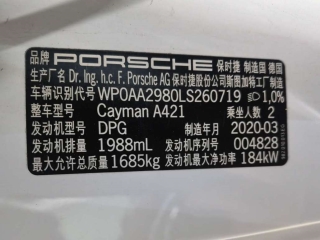 品牌 PORSCHE 保时捷 制造国 德国
生产厂名 Dr. Ing. h.c. F. Porsche AG 保时捷股份公司斯图加特工厂制造
车辆识别代号 WP0AA2980LS260719 1,0%
整车型号 Cayman A421 乘坐人数 2
发动机型号 DPG 制造年月 2020-03
发动机排量 1988mL 发动机序列号 004828
最大允许总质量 1685kg 发动机最大净功率 184kW